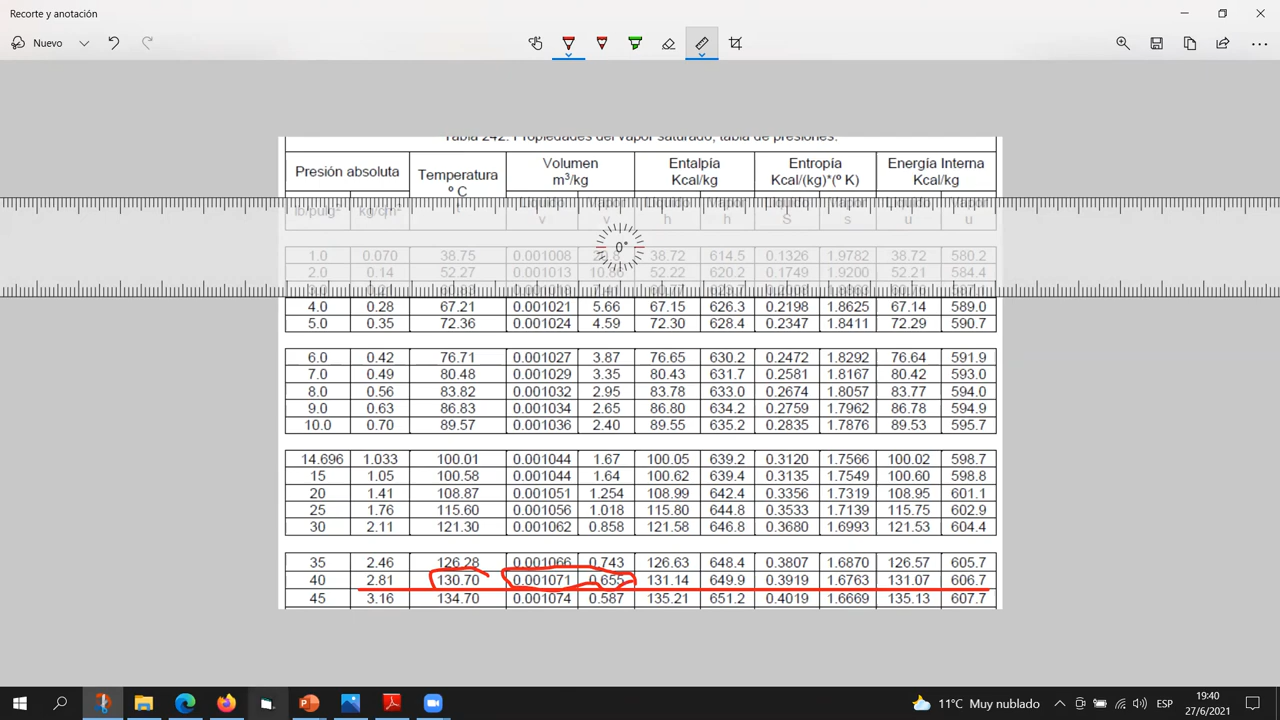 Recorte y anotación
Nuevo
Tabla 242. Propiedades del vapor saturado, tabla de presiones.
Presión absoluta Temperatura º C t Volumen m³/kg Entalpía Kcal/kg Entropía Kcal/(kg)*(º K) Energía Interna Kcal/kg
lb/pulg² kg/cm² Líquido v Vapor v Líquido h Vapor h Líquido S Vapor s Líquido u Vapor u
0°
1.0 0.070 38.75 0.001008 38.72 614.5 0.1326 1.9782 38.72 580.2
2.0 0.14 52.27 0.001013 52.22 620.2 0.1749 1.9200 52.21 584.4
4.0 0.28 67.21 0.001021 5.66 67.15 626.3 0.2198 1.8625 67.14 589.0
5.0 0.35 72.36 0.001024 4.59 72.30 628.4 0.2347 1.8411 72.29 590.7
6.0 0.42 76.71 0.001027 3.87 76.65 630.2 0.2472 1.8292 76.64 591.9
7.0 0.49 80.48 0.001029 3.35 80.43 631.7 0.2581 1.8167 80.42 593.0
8.0 0.56 83.82 0.001032 2.95 83.78 633.0 0.2674 1.8057 83.77 594.0
9.0 0.63 86.83 0.001034 2.65 86.80 634.2 0.2759 1.7962 86.78 594.9
10.0 0.70 89.57 0.001036 2.40 89.55 635.2 0.2835 1.7876 89.53 595.7
14.696 1.033 100.01 0.001044 1.67 100.05 639.2 0.3120 1.7566 100.02 598.7
15 1.05 100.58 0.001044 1.64 100.62 639.4 0.3135 1.7549 100.60 598.8
20 1.41 108.87 0.001051 1.254 108.99 642.4 0.3356 1.7319 108.95 601.1
25 1.76 115.60 0.001056 1.018 115.80 644.8 0.3533 1.7139 115.75 602.9
30 2.11 121.30 0.001062 0.858 121.58 646.8 0.3680 1.6993 121.53 604.4
35 2.46 126.28 0.001066 0.743 126.63 648.4 0.3807 1.6870 126.57 605.7
40 2.81 130.70 0.001071 0.655 131.14 649.9 0.3919 1.6763 131.07 606.7
45 3.16 134.70 0.001074 0.587 135.21 651.2 0.4019 1.6669 135.13 607.7
11°C Muy nublado
ESP
19:40
27/6/2021